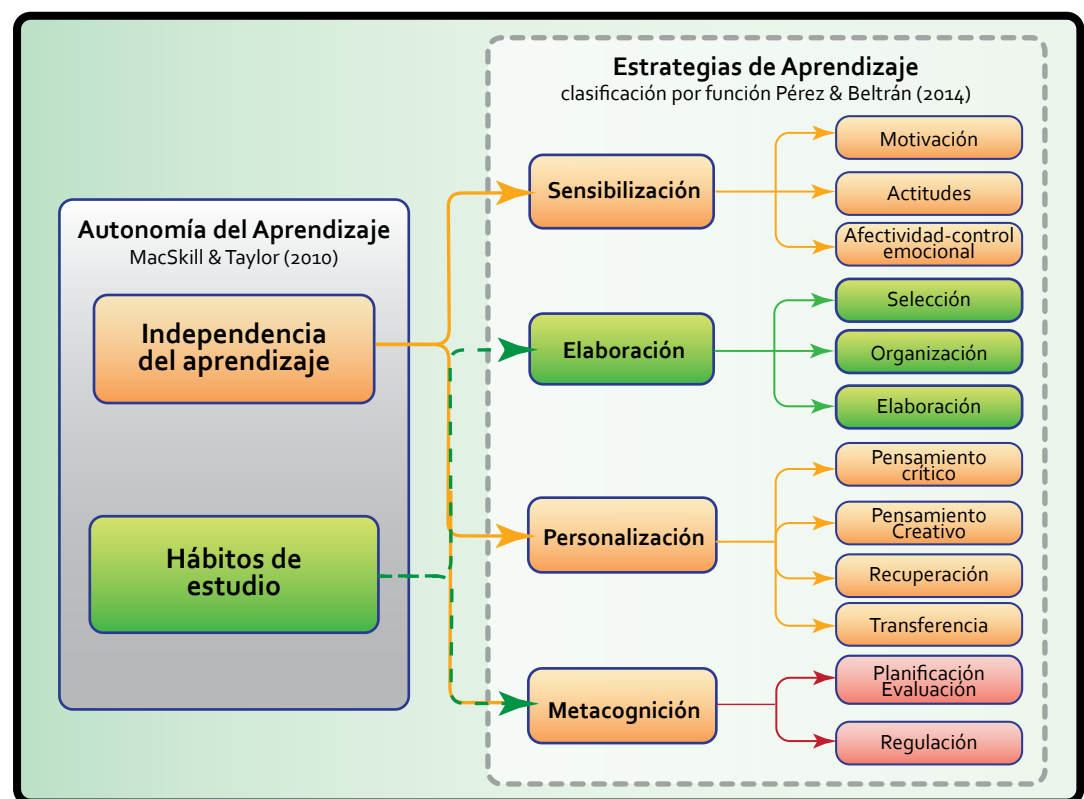 Estrategias de Aprendizaje
clasificación por función Pérez & Beltrán (2014)
Autonomía del Aprendizaje
MacSkill & Taylor (2010)
Independencia
del aprendizaje
Hábitos de
estudio
Sensibilización
Motivación
Actitudes
Afectividad-control
emocional
Elaboración
Selección
Organización
Elaboración
Personalización
Pensamiento
crítico
Pensamiento
Creativo
Recuperación
Transferencia
Metacognición
Planificación
Evaluación
Regulación